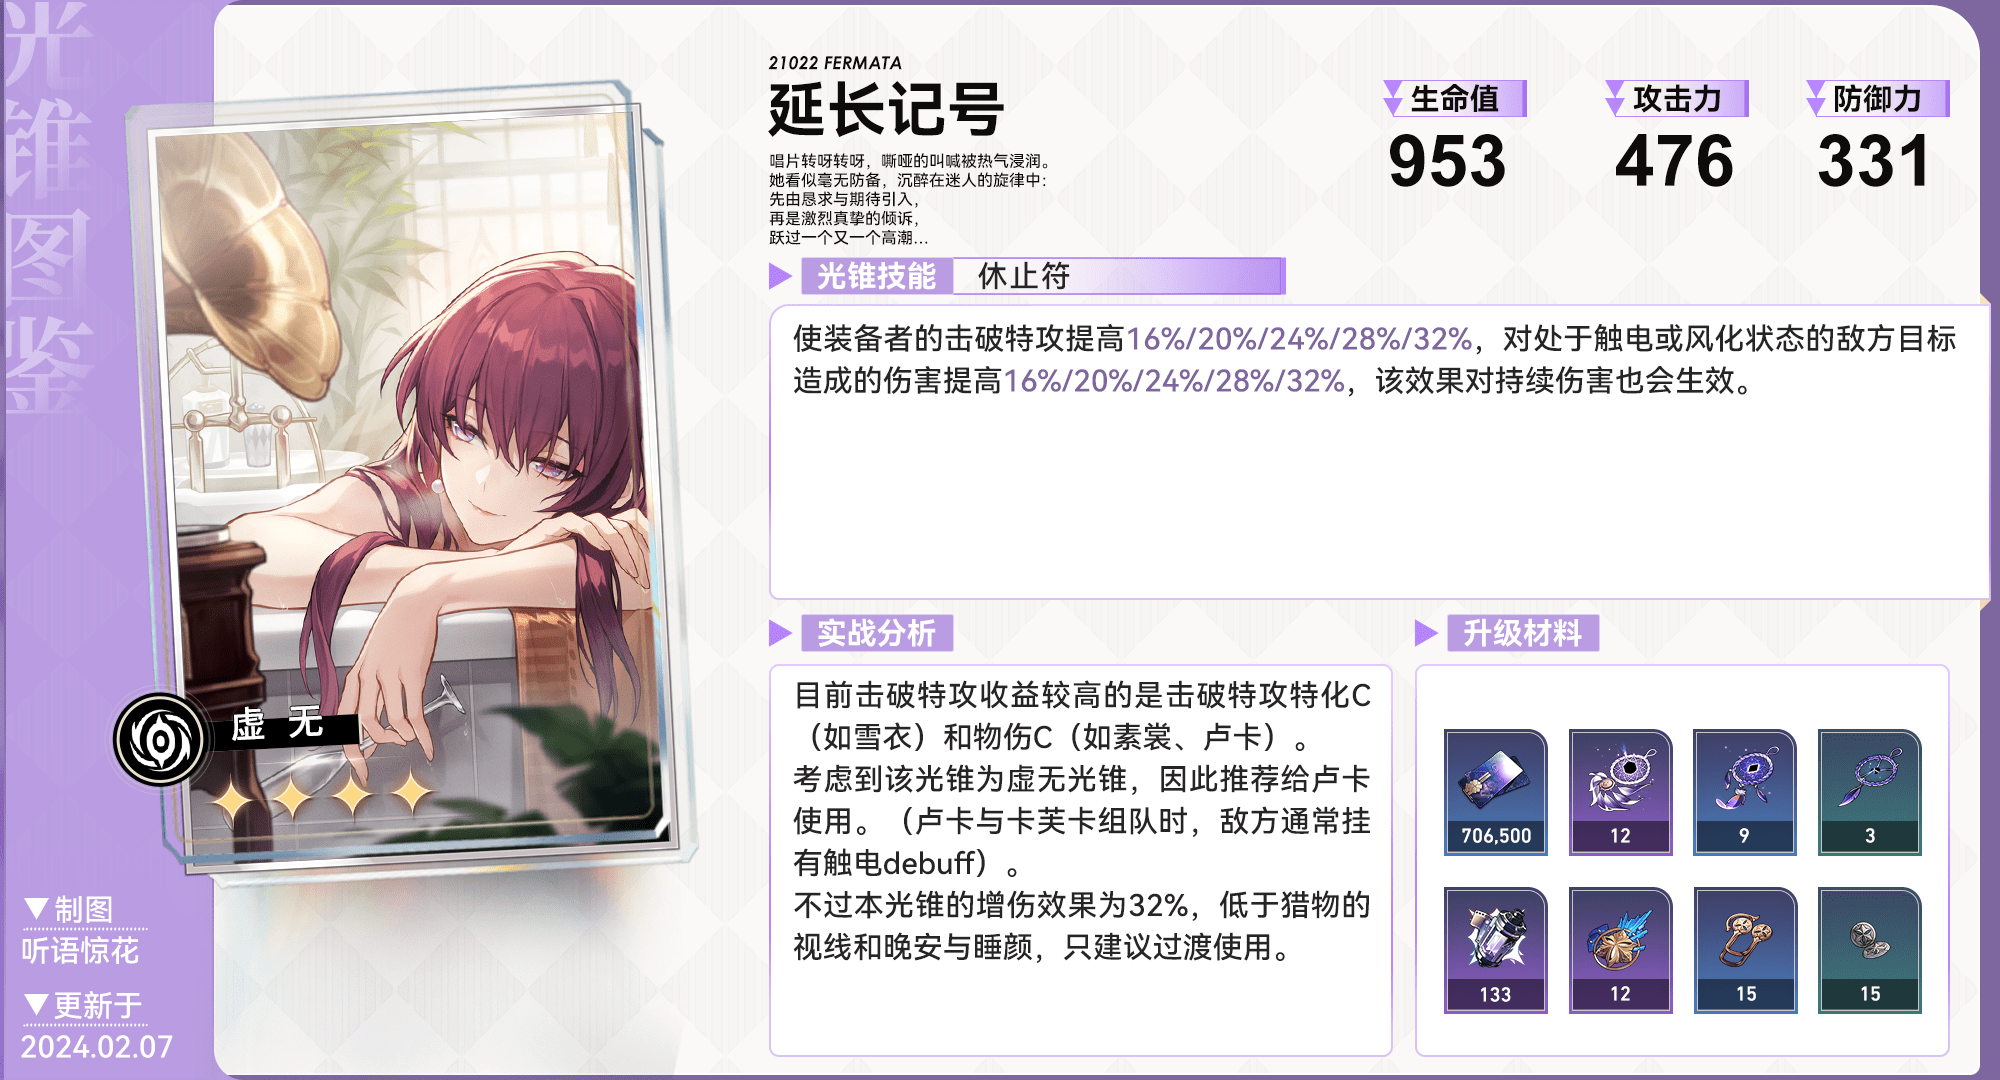 光锥图鉴
21022 FERMATA
延长记号
唱片转呀转呀，嘶哑的叫喊被热气浸润。
她看似毫无防备，沉醉在迷人的旋律中：
先由恳求与期待引入，
再是激烈真挚的倾诉，
跃过一个又一个高潮...
生命值
953
攻击力
476
防御力
331
光锥技能 休止符
使装备者的击破特攻提高16%/20%/24%/28%/32%，对处于触电或风化状态的敌方目标
造成的伤害提高16%/20%/24%/28%/32%，该效果对持续伤害也会生效。
虚无
实战分析
目前击破特攻收益较高的是击破特攻特化C
（如雪衣）和物伤C（如素裳、卢卡）。
考虑到该光锥为虚无光锥，因此推荐给卢卡
使用。（卢卡与卡芙卡组队时，敌方通常挂
有触电debuff）。
不过本光锥的增伤效果为32%，低于猎物的
视线和晚安与睡颜，只建议过渡使用。
升级材料
706,500 12 9 3
133 12 15 15
▼制图
听语惊花
▼更新于
2024.02.07